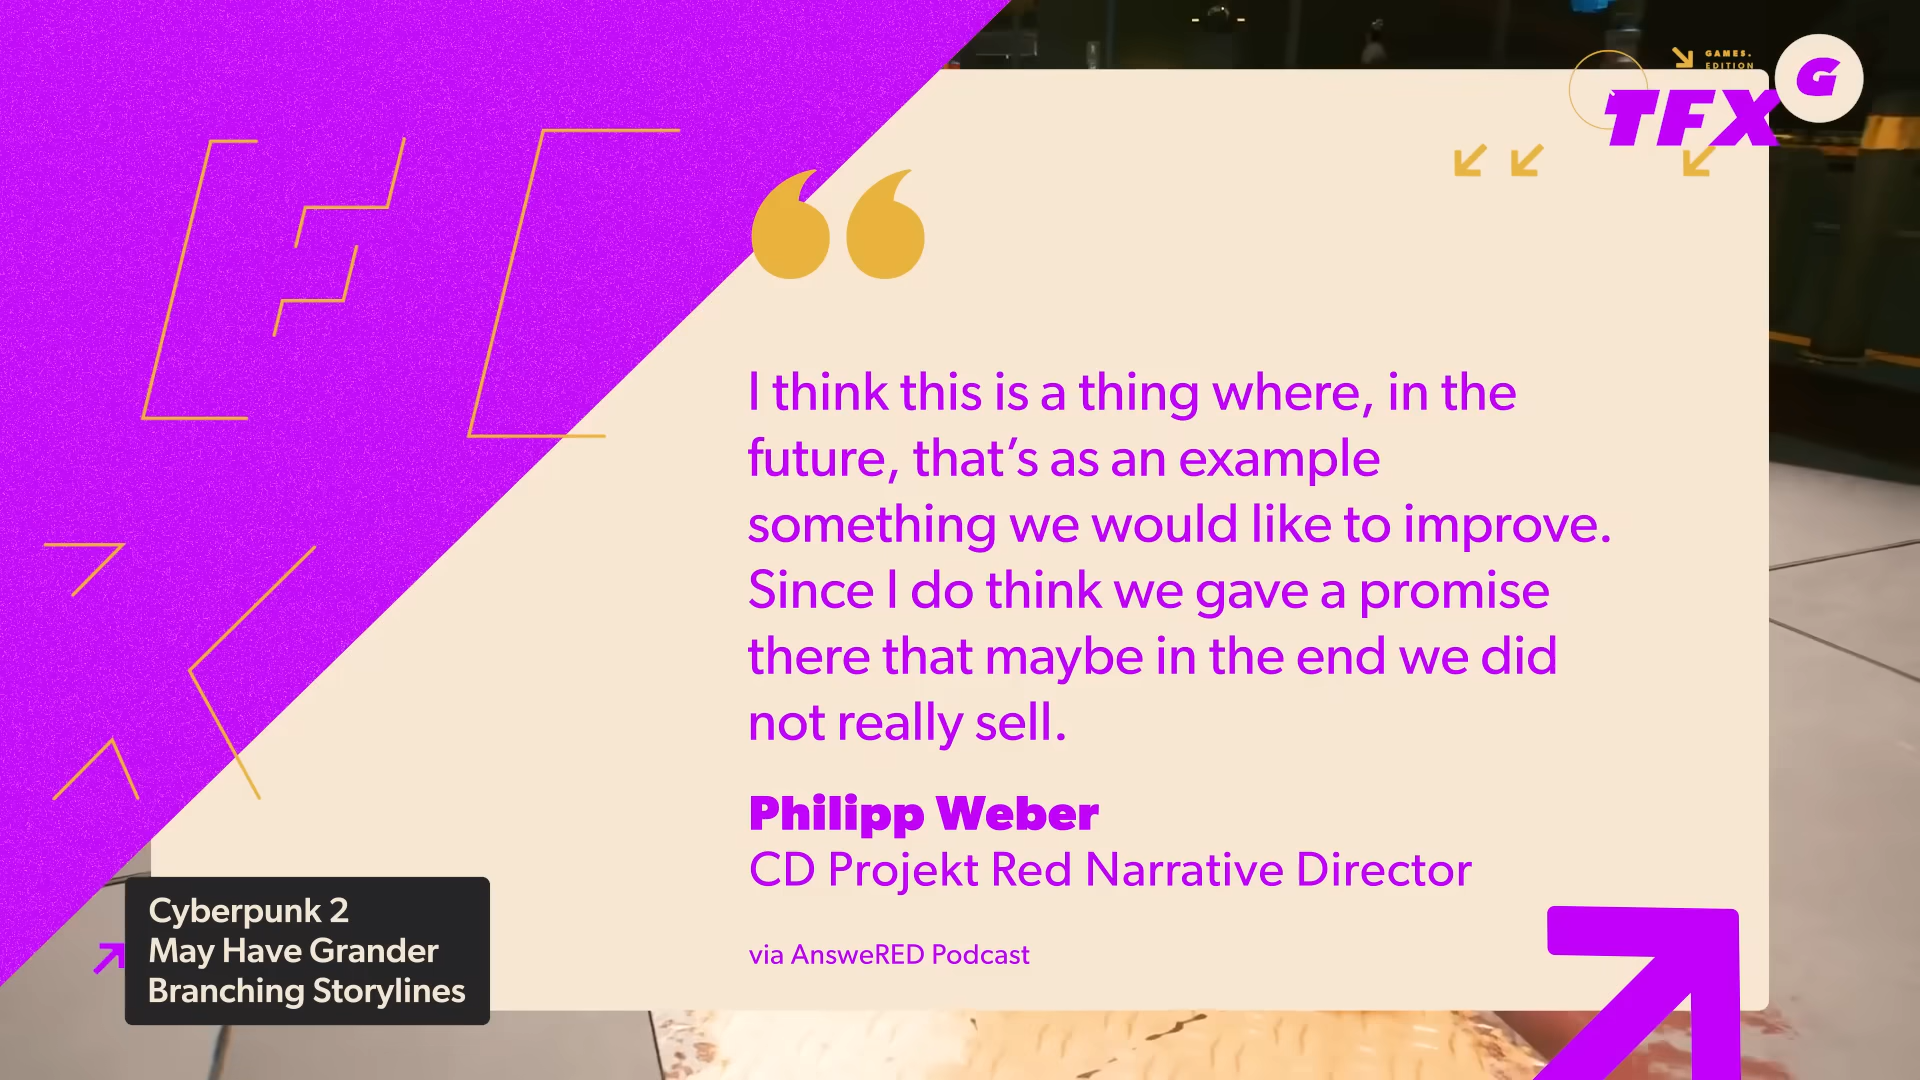 GAMES.
EDITION
TFX
G
I think this is a thing where, in the
future, that’s as an example
something we would like to improve.
Since I do think we gave a promise
there that maybe in the end we did
not really sell.
Philipp Weber
CD Projekt Red Narrative Director
via AnsweRED Podcast
Cyberpunk 2
May Have Grander
Branching Storylines